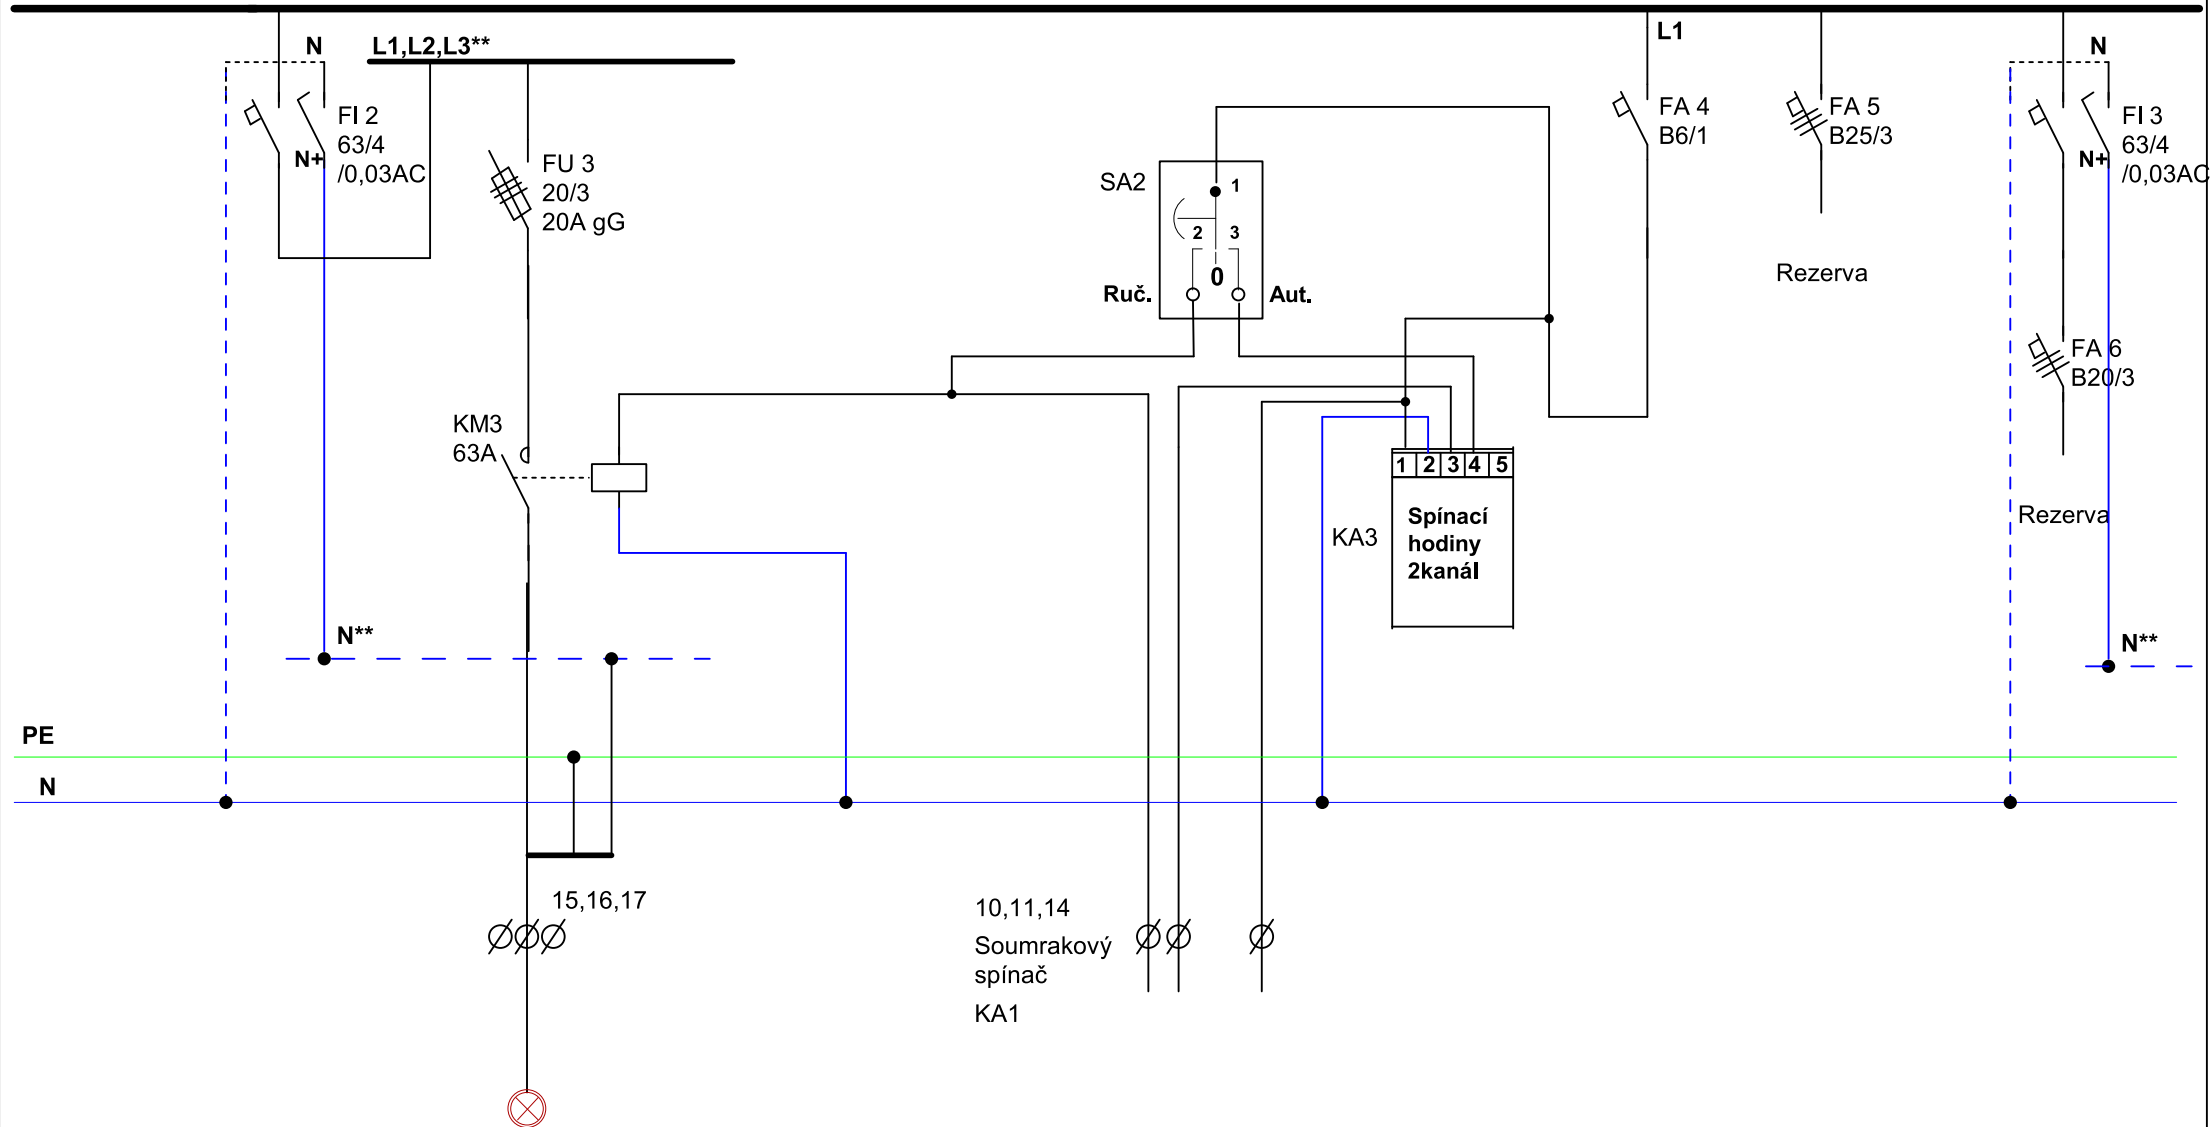 N
L1,L2,L3**
L1
N
FI 2
63/4
/0,03AC
N+
FU 3
20/3
20A gG
SA2
1
2
3
0
Ruč.
Aut.
FA 4
B6/1
FA 5
B25/3
Rezerva
FI 3
63/4
/0,03AC
N+
FA 6
B20/3
Rezerva
KM3
63A
1
2
3
4
5
KA3
Spínací
hodiny
2kanál
N**
N**
PE
N
15,16,17
10,11,14
Soumrakový
spínač
KA1